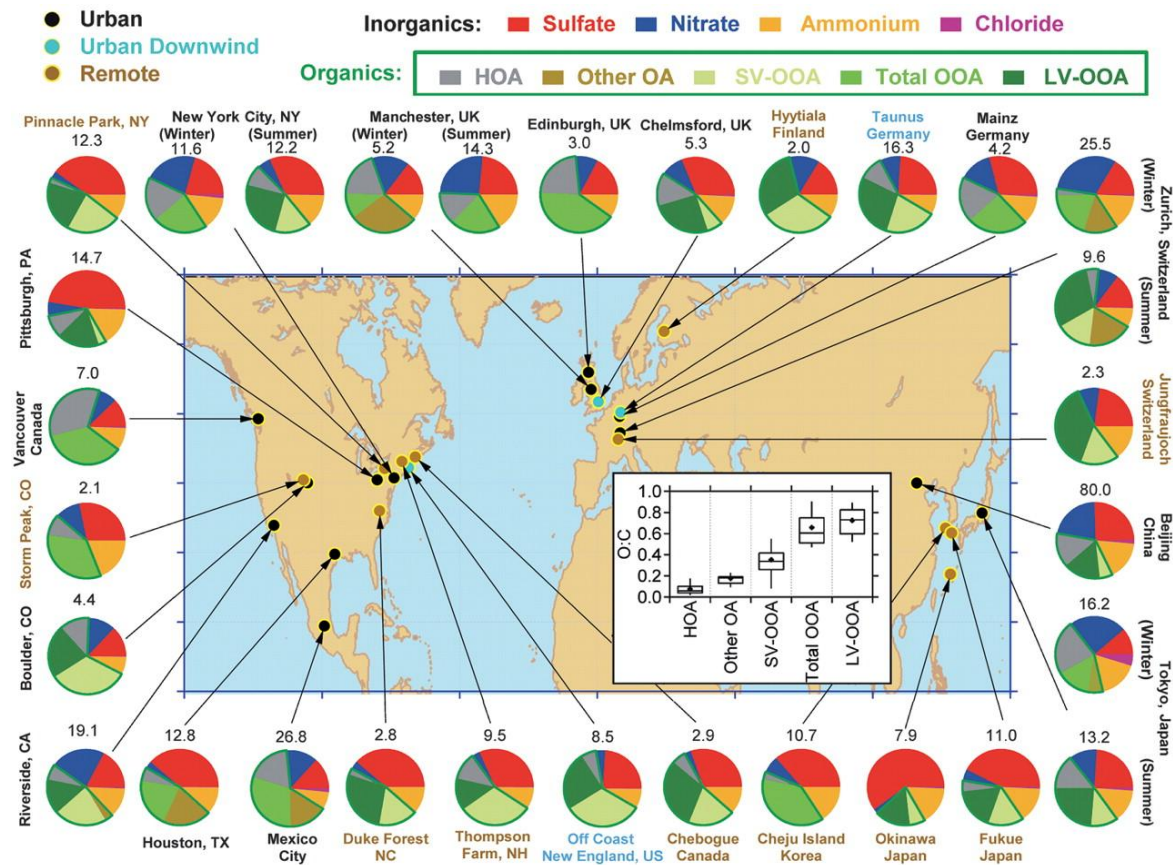 Urban
Urban Downwind
Remote
Inorganics: Sulfate Nitrate Ammonium Chloride
Organics: HOA Other OA SV-OOA Total OOA LV-OOA
Pinnacle Park, NY
12.3
New York City, NY
(Winter) (Summer)
11.6 12.2
Manchester, UK
(Winter) (Summer)
5.2 14.3
Edinburgh, UK
3.0
Chelmsford, UK
5.3
Hyytiala
Finland
2.0
Taunus
Germany
16.3
Mainz
Germany
4.2
25.5
(Winter)
Zurich, Switzerland
9.6
(Summer)
Pittsburgh, PA
14.7
Vancouver
Canada
7.0
Storm Peak, CO
2.1
Boulder, CO
4.4
Riverside, CA
19.1
2.3
Jungfraujoch
Switzerland
80.0
Beijing
China
16.2
(Winter)
Tokyo, Japan
13.2
(Summer)
O:C
1.0
0.8
0.6
0.4
0.2
0.0
HOA
Other OA
SV-OOA
Total OOA
LV-OOA
12.8
Houston, TX
26.8
Mexico
City
2.8
Duke Forest
NC
9.5
Thompson
Farm, NH
8.5
Off Coast
New England, US
2.9
Chebogue
Canada
10.7
Cheju Island
Korea
7.9
Okinawa
Japan
11.0
Fukue
Japan